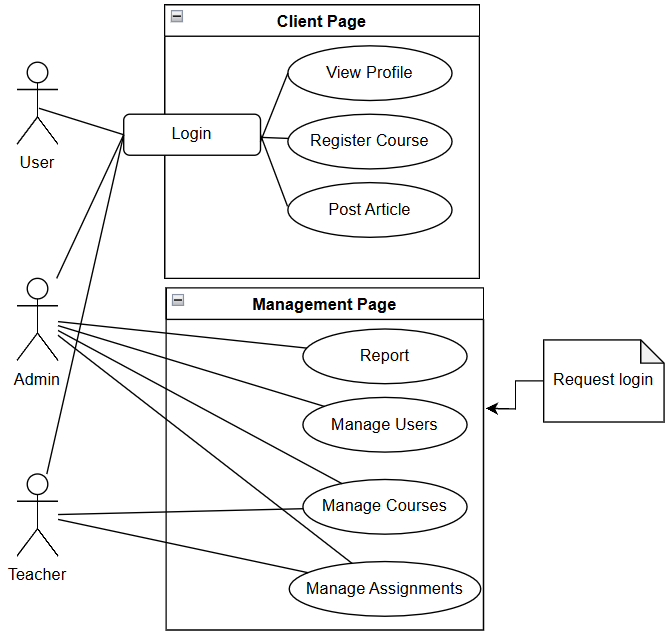 Client Page
View Profile
Login
Register Course
User
Post Article
Management Page
Report
Admin
Request login
Manage Users
Manage Courses
Teacher
Manage Assignments